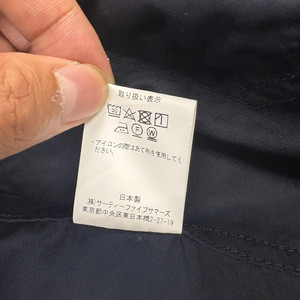 取り扱い表示
・アイコンの際はあて布を使用してく
ださい。
日本製
(株)サーティーファイブサマーズ
東京都中央区東日本橋2-27-19